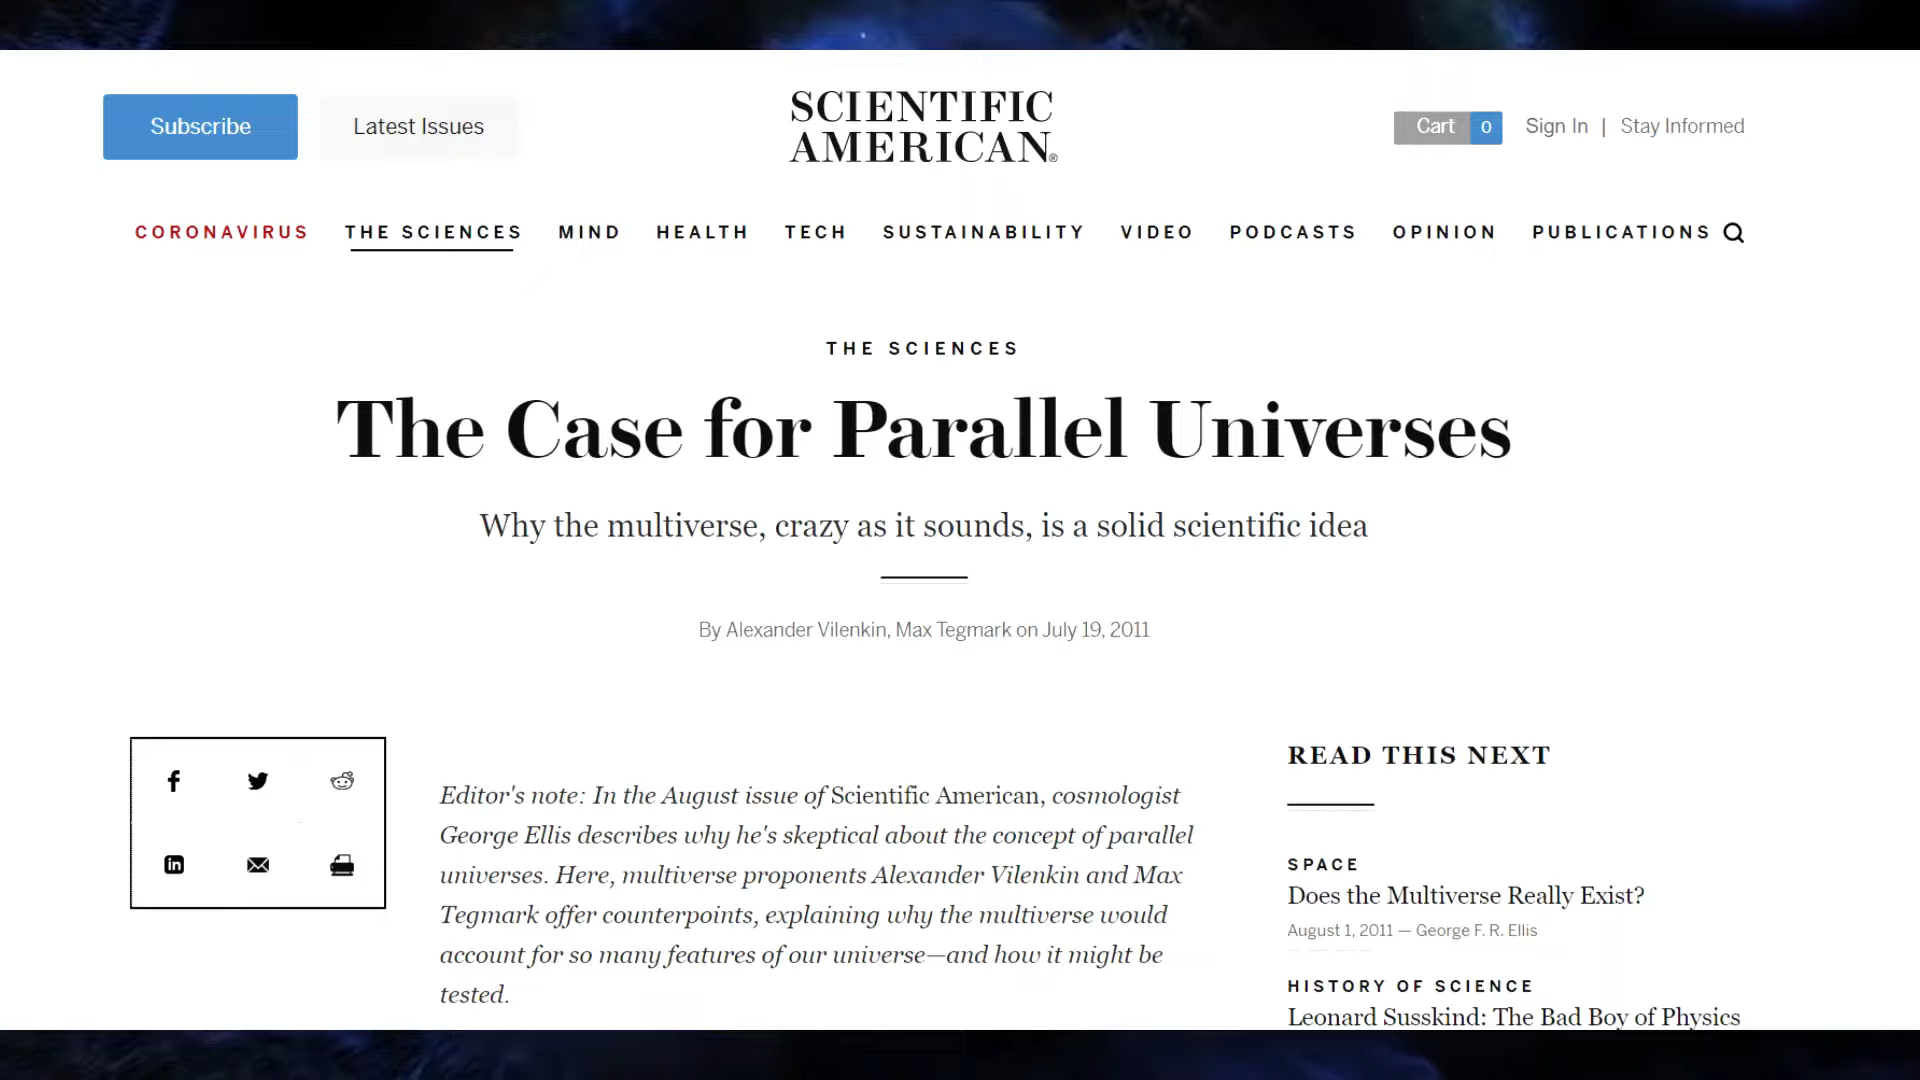 Subscribe
Latest Issues
SCIENTIFIC
AMERICAN®
Cart 0
Sign In | Stay Informed
CORONAVIRUS THE SCIENCES MIND HEALTH TECH SUSTAINABILITY VIDEO PODCASTS OPINION PUBLICATIONS
THE SCIENCES
The Case for Parallel Universes
Why the multiverse, crazy as it sounds, is a solid scientific idea
By Alexander Vilenkin, Max Tegmark on July 19, 2011
Editor's note: In the August issue of Scientific American, cosmologist
George Ellis describes why he's skeptical about the concept of parallel
universes. Here, multiverse proponents Alexander Vilenkin and Max
Tegmark offer counterpoints, explaining why the multiverse would
account for so many features of our universe—and how it might be
tested.
READ THIS NEXT
SPACE
Does the Multiverse Really Exist?
August 1, 2011 — George F. R. Ellis
HISTORY OF SCIENCE
Leonard Susskind: The Bad Boy of Physics